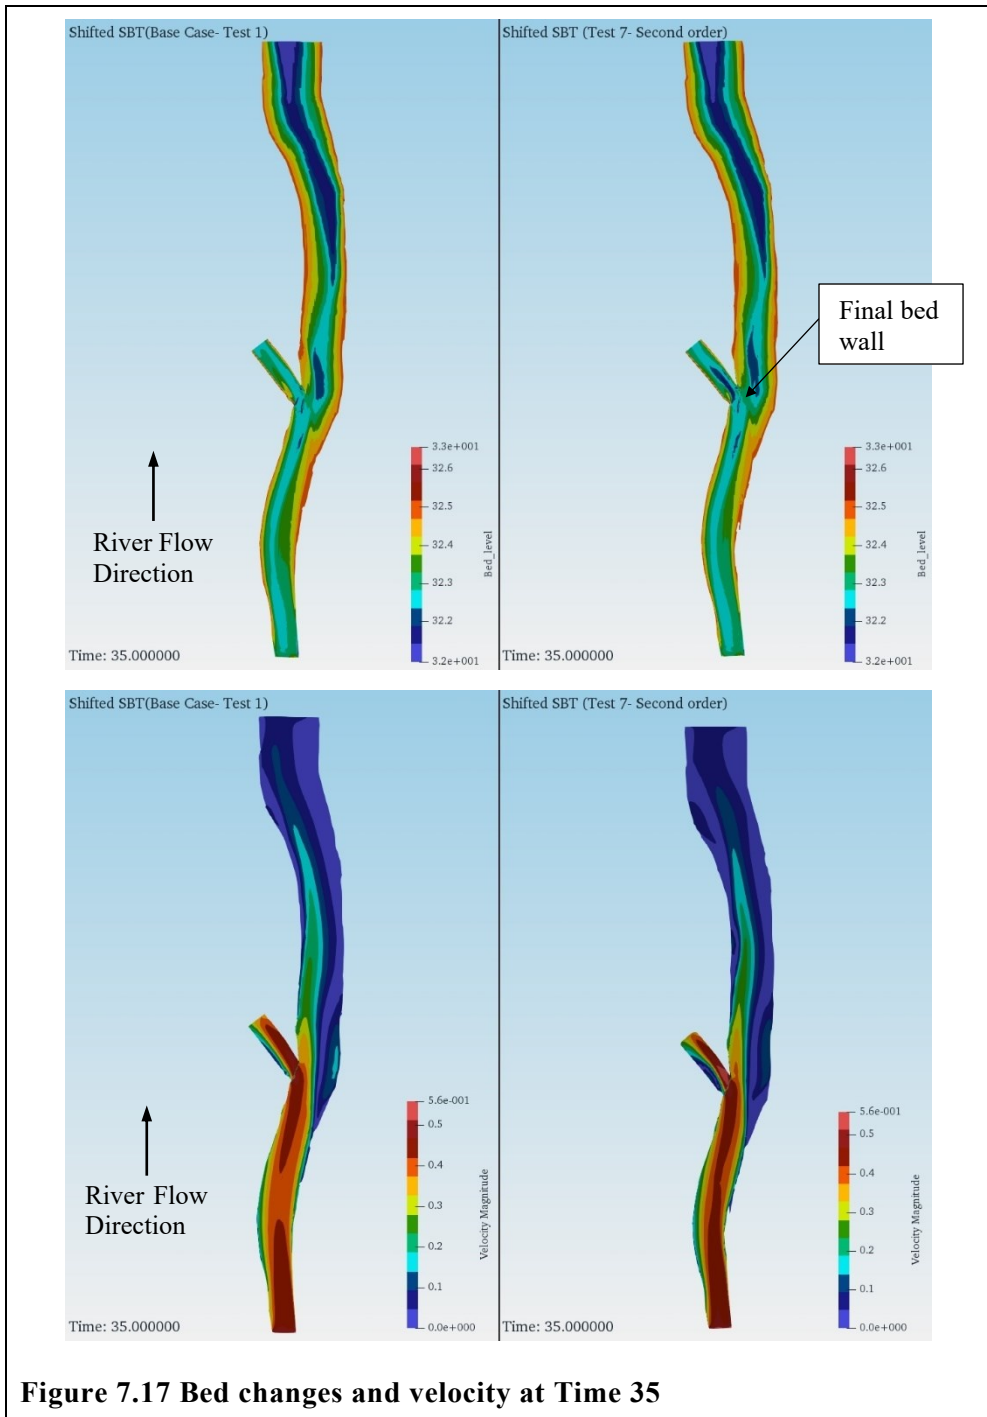 Shifted SBT(Base Case- Test 1)
Shifted SBT (Test 7- Second order)
Final bed
wall
River Flow
Direction
3.3e+001
32.6
32.5
32.4
32.3
32.2
3.2e+001
Bed_level
3.3e+001
32.6
32.5
32.4
32.3
32.2
3.2e+001
Bed_level
Time: 35.000000
Time: 35.000000
Shifted SBT(Base Case- Test 1)
Shifted SBT (Test 7- Second order)
River Flow
Direction
5.6e-001
0.5
0.4
0.3
0.2
0.1
0.0e+000
Velocity Magnitude
5.6e-001
0.5
0.4
0.3
0.2
0.1
0.0e+000
Velocity Magnitude
Time: 35.000000
Time: 35.000000
Figure 7.17 Bed changes and velocity at Time 35